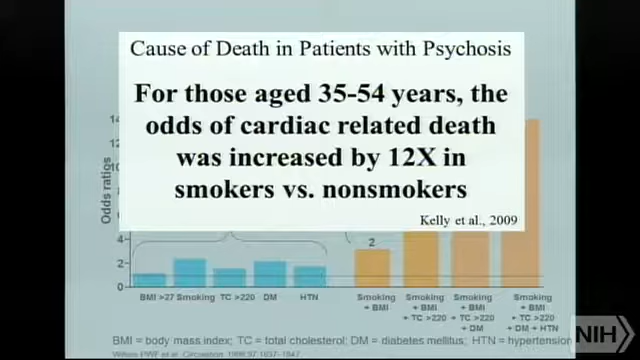 Cause of Death in Patients with Psychosis
For those aged 35-54 years, the
odds of cardiac related death
was increased by 12X in
smokers vs. nonsmokers
Kelly et al., 2009
Odds ratios
4
2
0
2
BMI >27 Smoking TC >220 DM HTN
Smoking
+ BMI
Smoking
+ BMI
+ TC >220
Smoking
+ BMI
+ TC >220
+ DM
Smoking
+ BMI
+ TC >220
+ DM + HTN
BMI = body mass index; TC = total cholesterol; DM = diabetes mellitus; HTN = hypertension
NIH